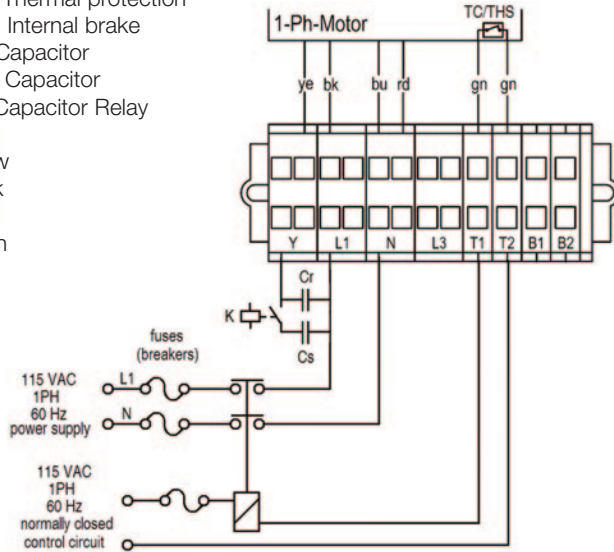 Thermal protection
Internal brake
Capacitor
Capacitor
Capacitor Relay
1-Ph-Motor
TC/THS
ye bk bu rd gn gn
Y L1 N L3 T1 T2 B1 B2
Cr
K
Cs
fuses
(breakers)
115 VAC
1PH
60 Hz
power supply
L1
N
115 VAC
1PH
60 Hz
normally closed
control circuit